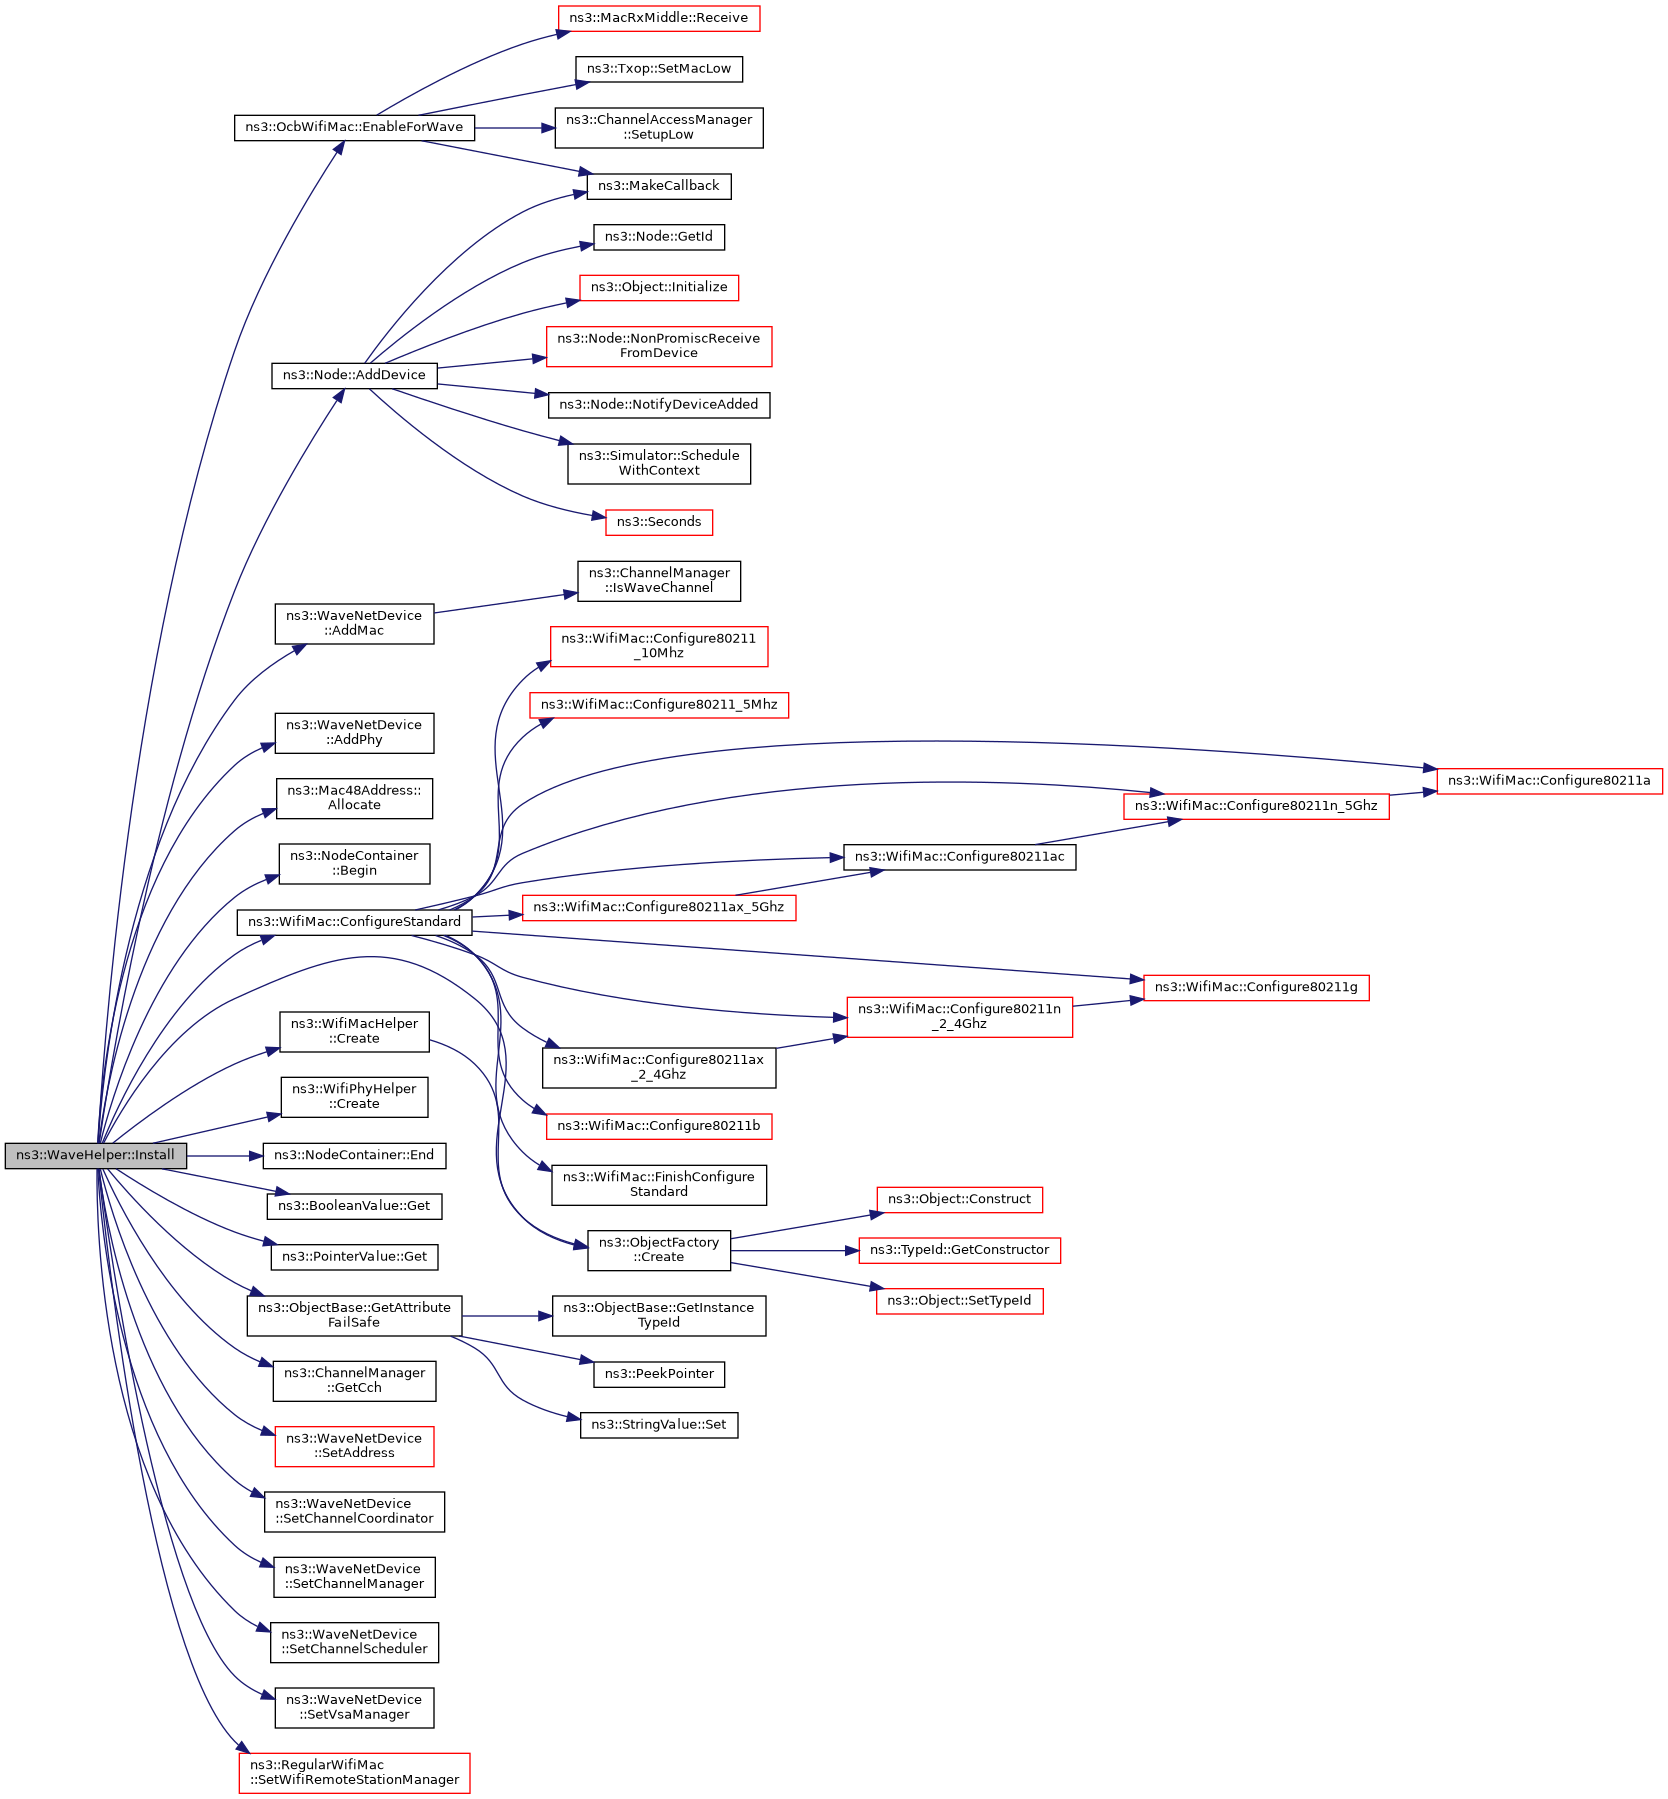 ns3::MacRxMiddle::Receive
ns3::Txop::SetMacLow
ns3::ChannelAccessManager
::SetupLow
ns3::OcbWifiMac::EnableForWave
ns3::MakeCallback
ns3::Node::GetId
ns3::Object::Initialize
ns3::Node::NonPromiscReceive
FromDevice
ns3::Node::AddDevice
ns3::Node::NotifyDeviceAdded
ns3::Simulator::Schedule
WithContext
ns3::Seconds
ns3::ChannelManager
::IsWaveChannel
ns3::WaveNetDevice
::AddMac
ns3::WifiMac::Configure80211
_10Mhz
ns3::WifiMac::Configure80211_5Mhz
ns3::WaveNetDevice
::AddPhy
ns3::WifiMac::Configure80211a
ns3::Mac48Address::
Allocate
ns3::WifiMac::Configure80211n_5Ghz
ns3::NodeContainer
::Begin
ns3::WifiMac::Configure80211ac
ns3::WifiMac::Configure80211ax_5Ghz
ns3::WifiMac::ConfigureStandard
ns3::WifiMac::Configure80211g
ns3::WifiMac::Configure80211n
_2_4Ghz
ns3::WifiMacHelper
::Create
ns3::WifiMac::Configure80211ax
_2_4Ghz
ns3::WifiPhyHelper
::Create
ns3::WifiMac::Configure80211b
ns3::WaveHelper::Install
ns3::NodeContainer::End
ns3::WifiMac::FinishConfigure
Standard
ns3::BooleanValue::Get
ns3::Object::Construct
ns3::ObjectFactory
::Create
ns3::TypeId::GetConstructor
ns3::PointerValue::Get
ns3::Object::SetTypeId
ns3::ObjectBase::GetAttribute
FailSafe
ns3::ObjectBase::GetInstance
TypeId
ns3::PeekPointer
ns3::ChannelManager
::GetCch
ns3::StringValue::Set
ns3::WaveNetDevice
::SetAddress
ns3::WaveNetDevice
::SetChannelCoordinator
ns3::WaveNetDevice
::SetChannelManager
ns3::WaveNetDevice
::SetChannelScheduler
ns3::WaveNetDevice
::SetVsaManager
ns3::RegularWifiMac
::SetWifiRemoteStationManager